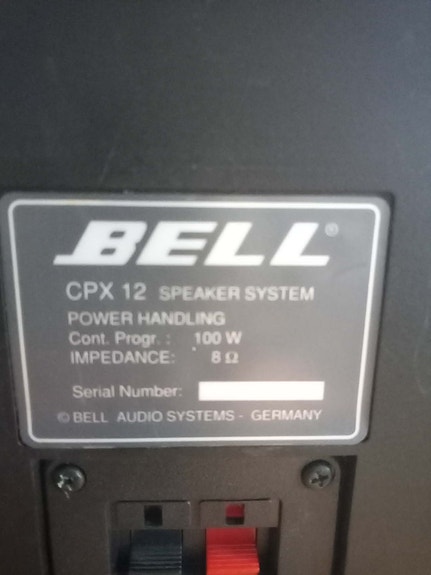 BELL®
CPX 12 SPEAKER SYSTEM
POWER HANDLING
Cont. Progr.: 100 W
IMPEDANCE: 8 Ω
Serial Number:
© BELL AUDIO SYSTEMS - GERMANY